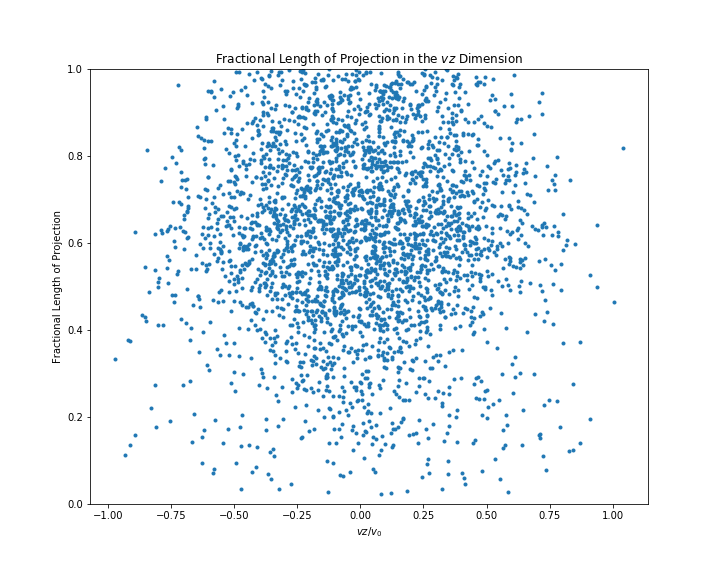 Fractional Length of Projection in the vz Dimension
Fractional Length of Projection
1.0
0.8
0.6
0.4
0.2
0.0
−1.00 −0.75 −0.50 −0.25 0.00 0.25 0.50 0.75 1.00
vz/v₀